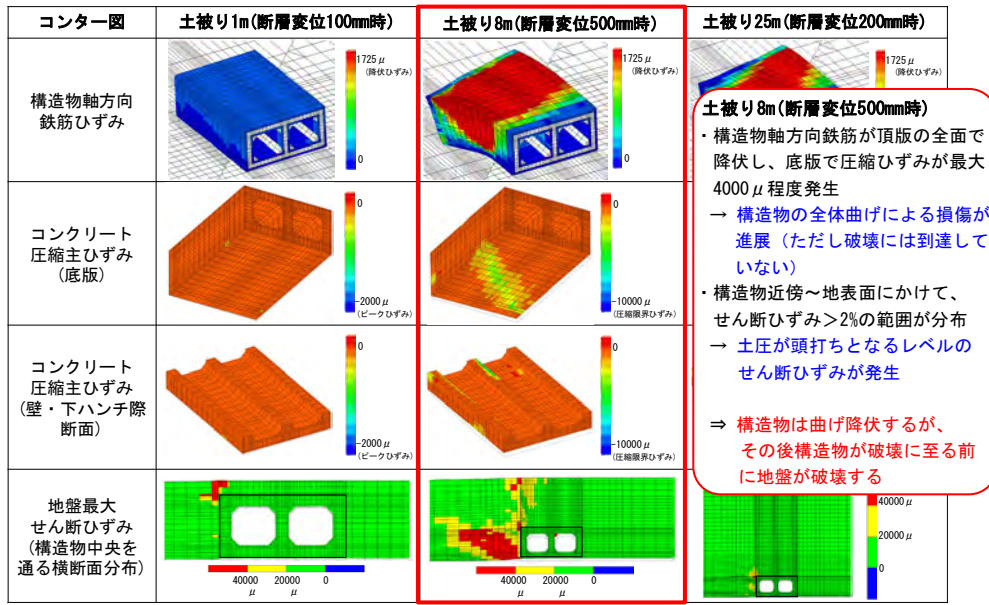 コンター図
土被り1m(断層変位100mm時)
土被り8m(断層変位500mm時)
土被り25m(断層変位200mm時)
構造物軸方向
鉄筋ひずみ
1725μ
(降伏ひずみ)
0
1725μ
(降伏ひずみ)
0
1725μ
(降伏ひずみ)
コンクリート
圧縮主ひずみ
(底版)
0
-2000μ
(ピークひずみ)
0
-10000μ
(圧縮限界ひずみ)
コンクリート
圧縮主ひずみ
(壁・下ハンチ際
断面)
0
-2000μ
(ピークひずみ)
0
-10000μ
(圧縮限界ひずみ)
地盤最大
せん断ひずみ
(構造物中央を
通る横断面分布)
40000
μ
20000
μ
0
40000
μ
20000
μ
0
40000μ
20000μ
0
土被り8m(断層変位500mm時)
・構造物軸方向鉄筋が頂版の全面で
降伏し、底版で圧縮ひずみが最大
4000μ程度発生
→ 構造物の全体曲げによる損傷が
進展(ただし破壊には到達して
いない)
・構造物近傍~地表面にかけて、
せん断ひずみ>2%の範囲が分布
→ 土圧が頭打ちとなるレベルの
せん断ひずみが発生
⇒ 構造物は曲げ降伏するが、
その後構造物が破壊に至る前
に地盤が破壊する